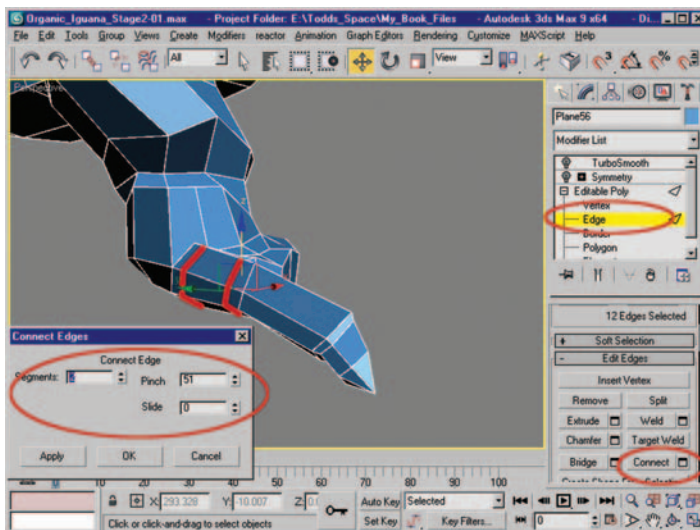 Organic_Iguana_Stage2-01.max - Project Folder: E:\Todds_Space\My_Book_Files - Autodesk 3ds Max 9 x64 - Di...
File Edit Tools Group Views Create Modifiers reactor Animation Graph Editors Rendering Customize MAXScript Help
All
View
Perspective
Plane56
Modifier List
TurboSmooth
Symmetry
Editable Poly
Vertex
Edge
Border
Polygon
12 Edges Selected
+ Soft Selection
- Edit Edges
Insert Vertex
Remove Split
Extrude Weld
Chamfer Target Weld
Bridge Connect
Connect Edges
Connect Edge
Segments:
Pinch 51
Slide 0
Apply OK Cancel
10 20 30 40 50 60 70 80 90 100
X: 293.328 Y: -10.007 Z:
Click or click-and-drag to select objects
Auto Key Selected
Set Key Key Filters...
0